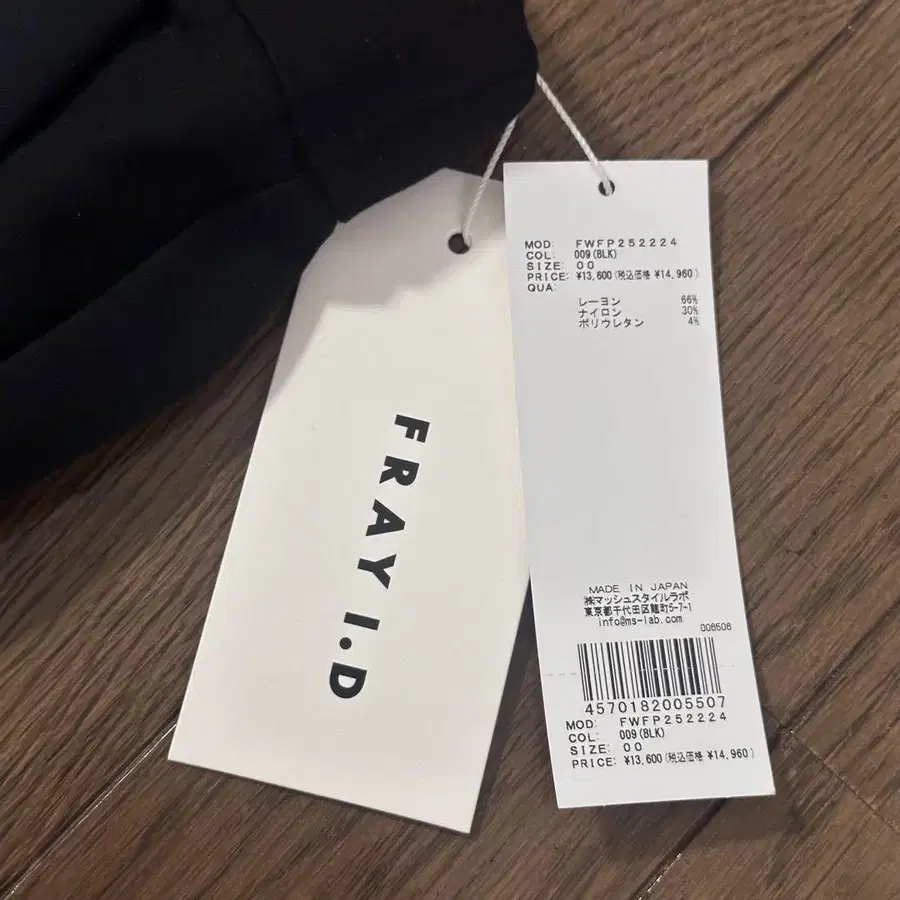 FRAY I.D
MOD: FWFP252224
COL: 009(BLK)
SIZE: 00
PRICE: ¥13,600(税込価格 ¥14,960)
QUA:
レーヨン 66%
ナイロン 30%
ポリウレタン 4%
MADE IN JAPAN
㈱マッシュスタイルラボ
東京都千代田区麹町5-7-1
info@ms-lab.com
006506
4570182005507
MOD: FWFP252224
COL: 009(BLK)
SIZE: 00
PRICE: ¥13,600(税込価格 ¥14,960)